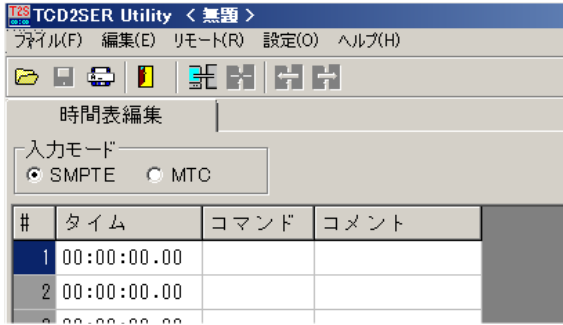 TCD2SER Utility < 無題 >
ファイル(F) 編集(E) リモート(R) 設定(O) ヘルプ(H)
時間表編集
入力モード
SMPTE MTC
# タイム コマンド コメント
1 00:00:00.00
2 00:00:00.00